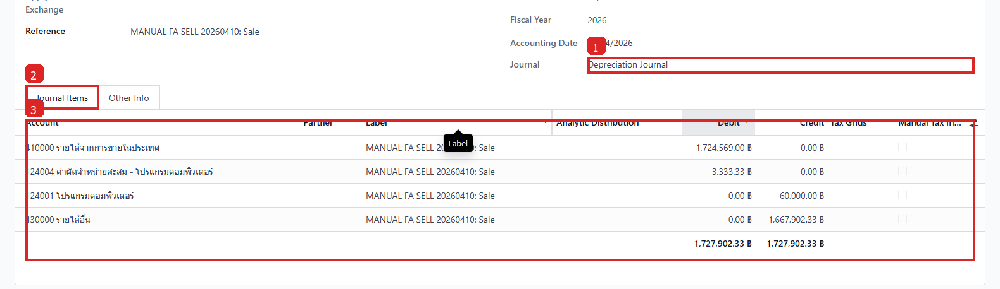 Exchange
Reference MANUAL FA SELL 20260410: Sale
Fiscal Year 2026
Accounting Date 4/2026
1
Journal Depreciation Journal
2
Journal Items Other Info
3
Account Partner Label Analytic Distribution Debit Credit Tax Grids Manual Tax In...
Label
410000 รายได้จากการขายในประเทศ MANUAL FA SELL 20260410: Sale 1,724,569.00 ฿ 0.00 ฿
124004 ค่าตัดจำหน่ายสะสม - โปรแกรมคอมพิวเตอร์ MANUAL FA SELL 20260410: Sale 3,333.33 ฿ 0.00 ฿
124001 โปรแกรมคอมพิวเตอร์ MANUAL FA SELL 20260410: Sale 0.00 ฿ 60,000.00 ฿
430000 รายได้อื่น MANUAL FA SELL 20260410: Sale 0.00 ฿ 1,667,902.33 ฿
1,727,902.33 ฿ 1,727,902.33 ฿